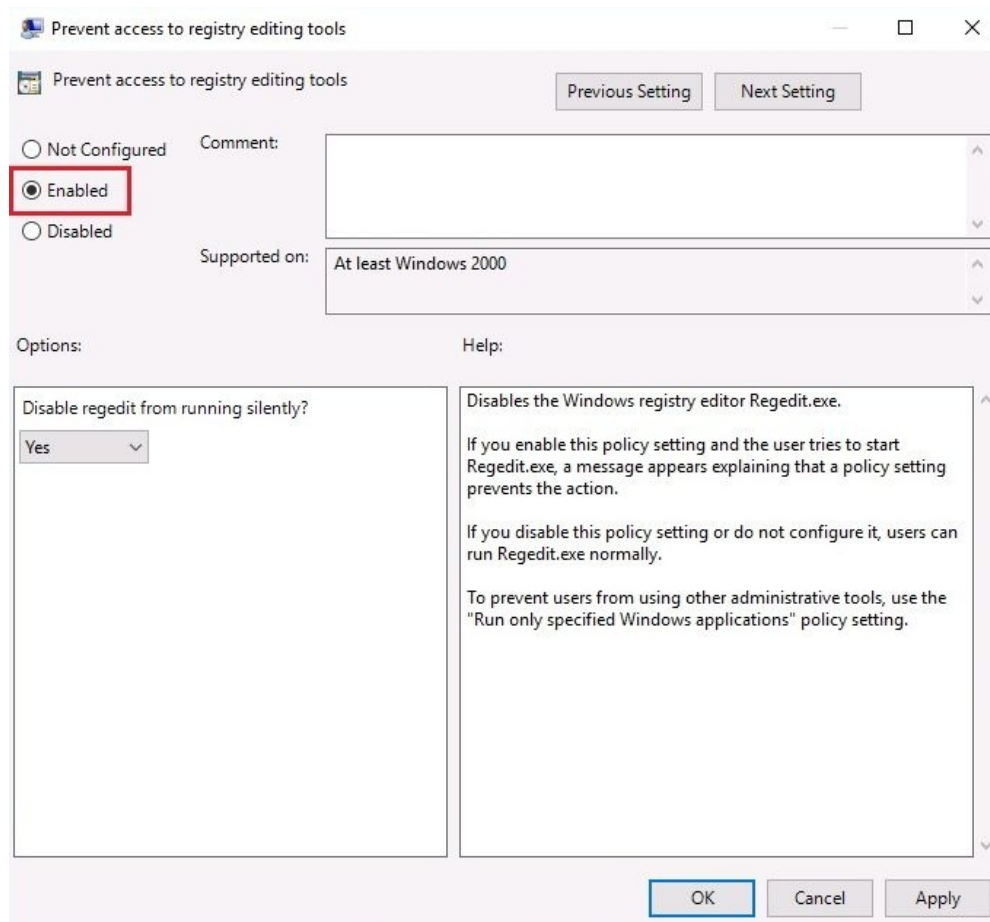 Prevent access to registry editing tools
Prevent access to registry editing tools
Previous Setting
Next Setting
Not Configured
Comment:
Enabled
Disabled
Supported on:
At least Windows 2000
Options:
Help:
Disable regedit from running silently?
Yes
Disables the Windows registry editor Regedit.exe.
If you enable this policy setting and the user tries to start
Regedit.exe, a message appears explaining that a policy setting
prevents the action.
If you disable this policy setting or do not configure it, users can
run Regedit.exe normally.
To prevent users from using other administrative tools, use the
"Run only specified Windows applications" policy setting.
OK
Cancel
Apply